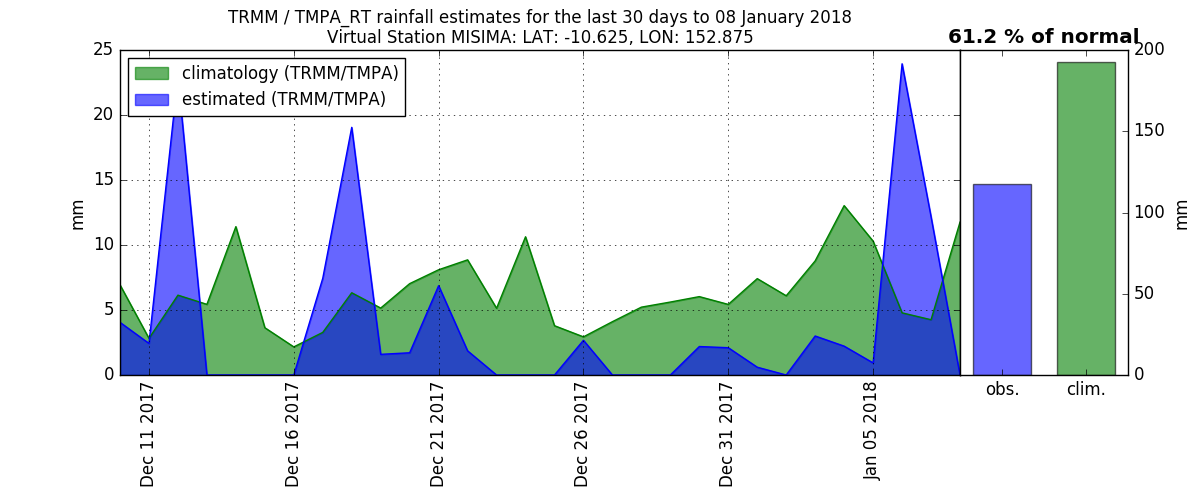 TRMM / TMPA_RT rainfall estimates for the last 30 days to 08 January 2018
Virtual Station MISIMA: LAT: -10.625, LON: 152.875
61.2 % of normal
climatology (TRMM/TMPA)
estimated (TRMM/TMPA)
25
20
15
10
5
0
mm
Dec 11 2017
Dec 16 2017
Dec 21 2017
Dec 26 2017
Dec 31 2017
Jan 05 2018
obs.
clim.
200
150
100
50
0
mm